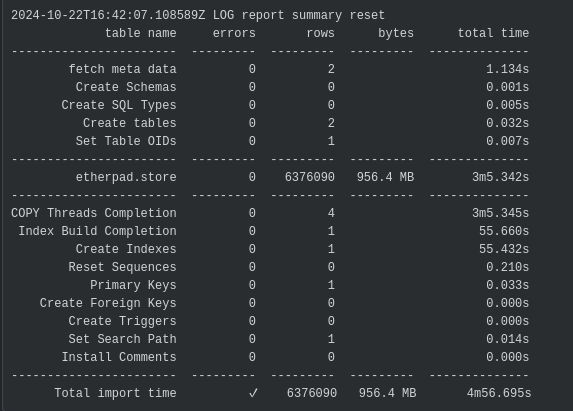 2024-10-22T16:42:07.108589Z LOG report summary reset
             table name     errors       rows      bytes      total time
-----------------------  ---------  ---------  ---------  --------------
        fetch meta data          0          2                     1.134s
         Create Schemas          0          0                     0.001s
       Create SQL Types          0          0                     0.005s
          Create tables          0          2                     0.032s
         Set Table OIDs          0          1                     0.007s
-----------------------  ---------  ---------  ---------  --------------
         etherpad.store          0    6376090   956.4 MB        3m5.342s
-----------------------  ---------  ---------  ---------  --------------
COPY Threads Completion          0          4                   3m5.345s
 Index Build Completion          0          1                    55.660s
         Create Indexes          0          1                    55.432s
        Reset Sequences          0          0                     0.210s
           Primary Keys          0          1                     0.033s
    Create Foreign Keys          0          0                     0.000s
        Create Triggers          0          0                     0.000s
        Set Search Path          0          1                     0.014s
       Install Comments          0          0                     0.000s
-----------------------  ---------  ---------  ---------  --------------
      Total import time          ✓    6376090   956.4 MB       4m56.695s